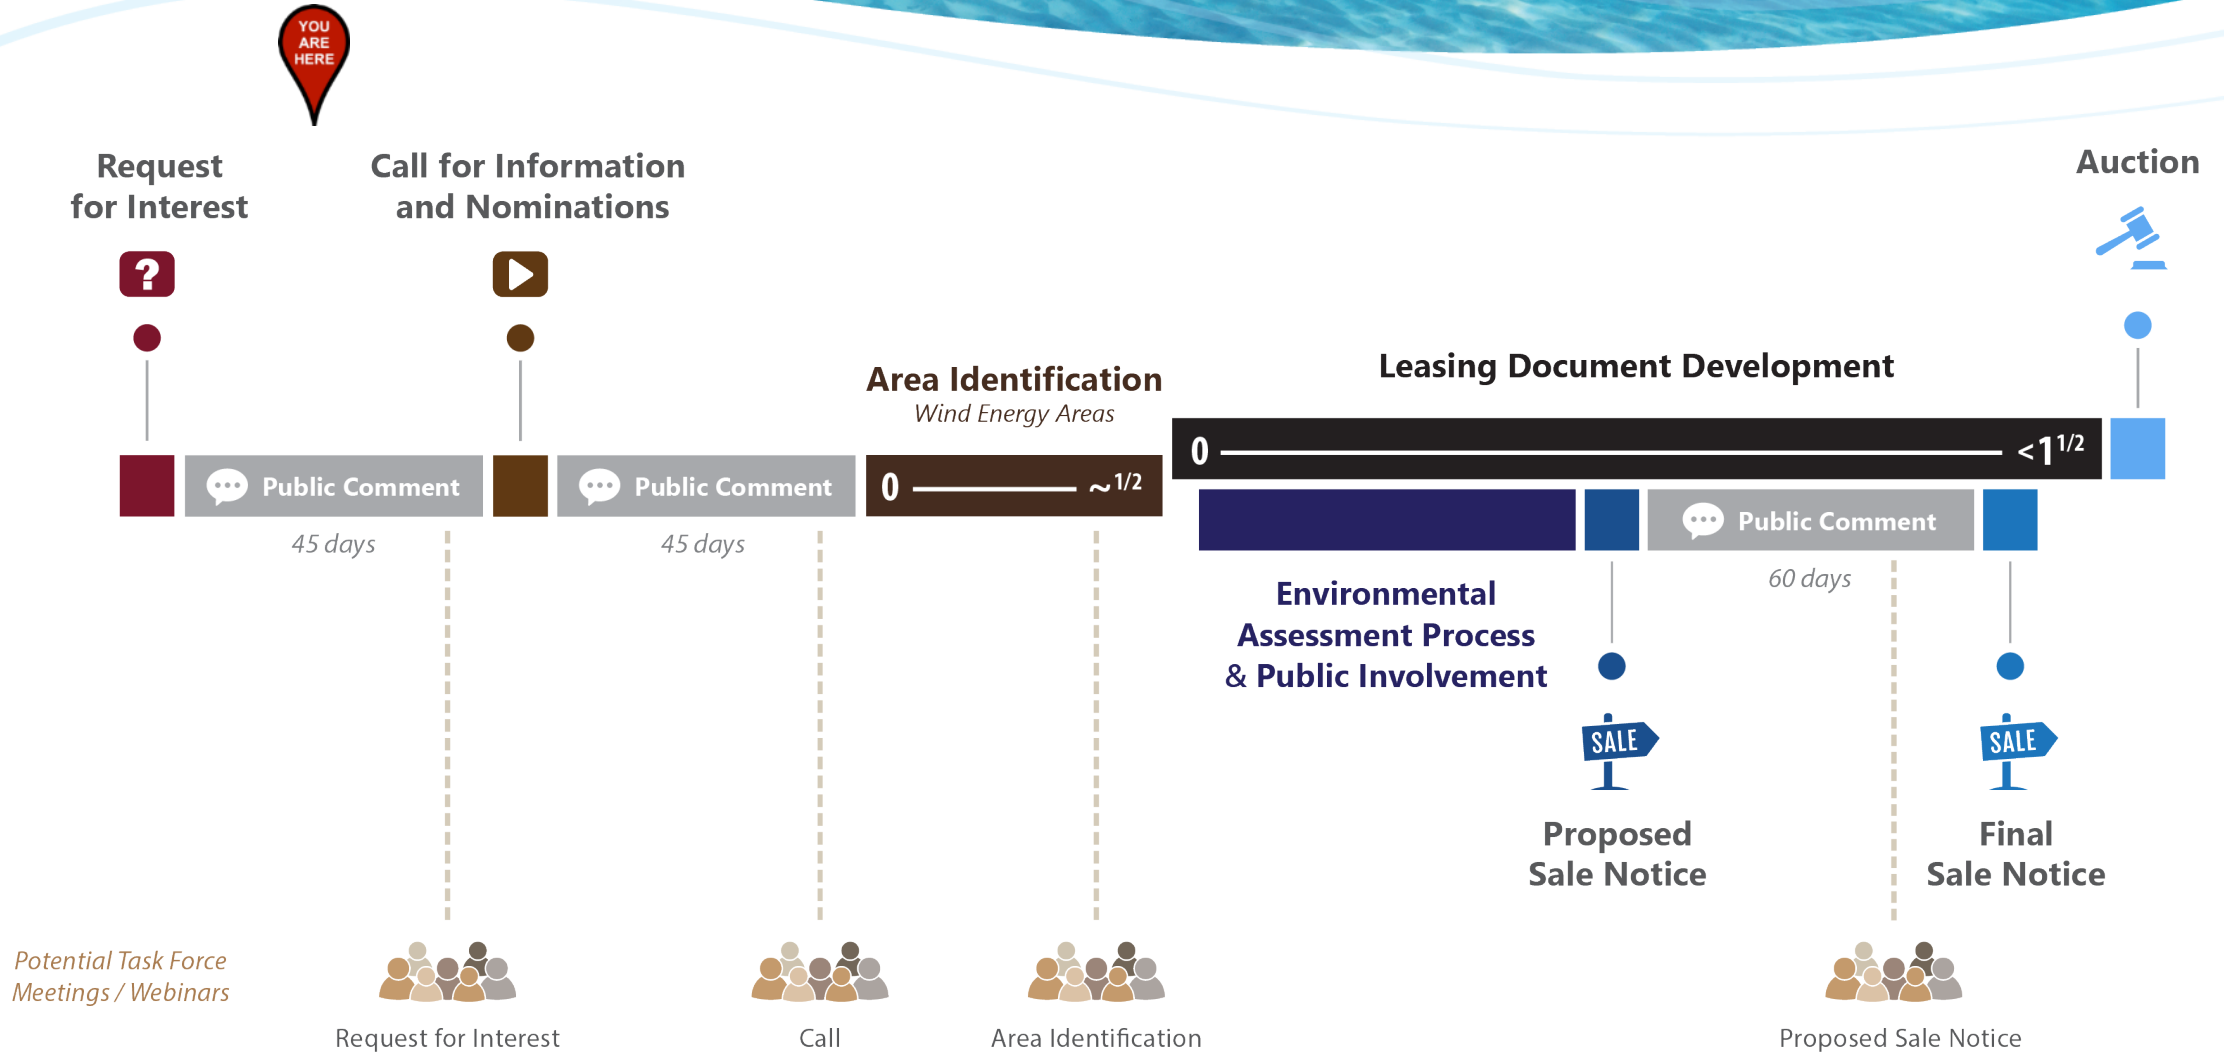 YOU
ARE
HERE
Request
for Interest
Call for Information
and Nominations
Auction
?
Area Identification
Wind Energy Areas
Leasing Document Development
0 <1 1/2
Public Comment
Public Comment
0 ~1/2
45 days
45 days
Public Comment
60 days
Environmental
Assessment Process
& Public Involvement
SALE
SALE
Proposed
Sale Notice
Final
Sale Notice
Potential Task Force
Meetings / Webinars
Request for Interest
Call
Area Identification
Proposed Sale Notice